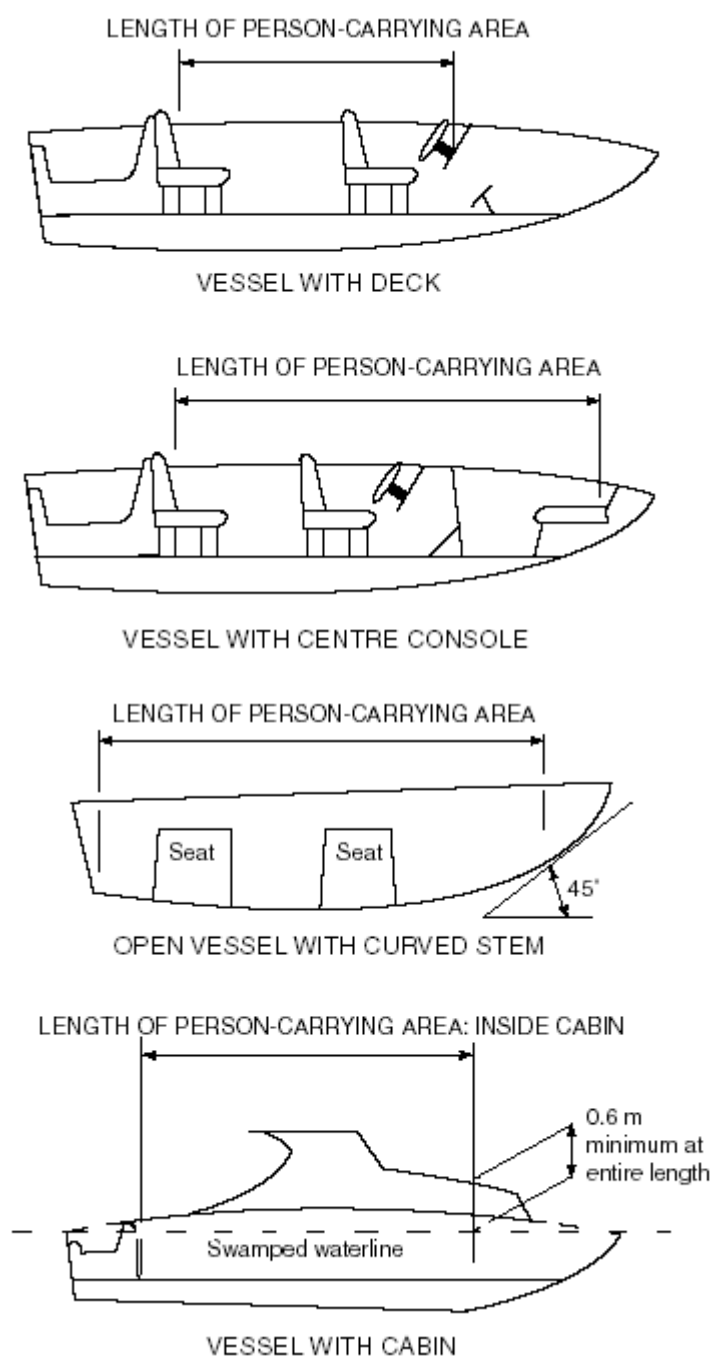 LENGTH OF PERSON-CARRYING AREA
VESSEL WITH DECK
LENGTH OF PERSON-CARRYING AREA
VESSEL WITH CENTRE CONSOLE
LENGTH OF PERSON-CARRYING AREA
Seat
Seat
45°
OPEN VESSEL WITH CURVED STEM
LENGTH OF PERSON-CARRYING AREA: INSIDE CABIN
0.6 m
minimum at
entire length
Swamped waterline
VESSEL WITH CABIN